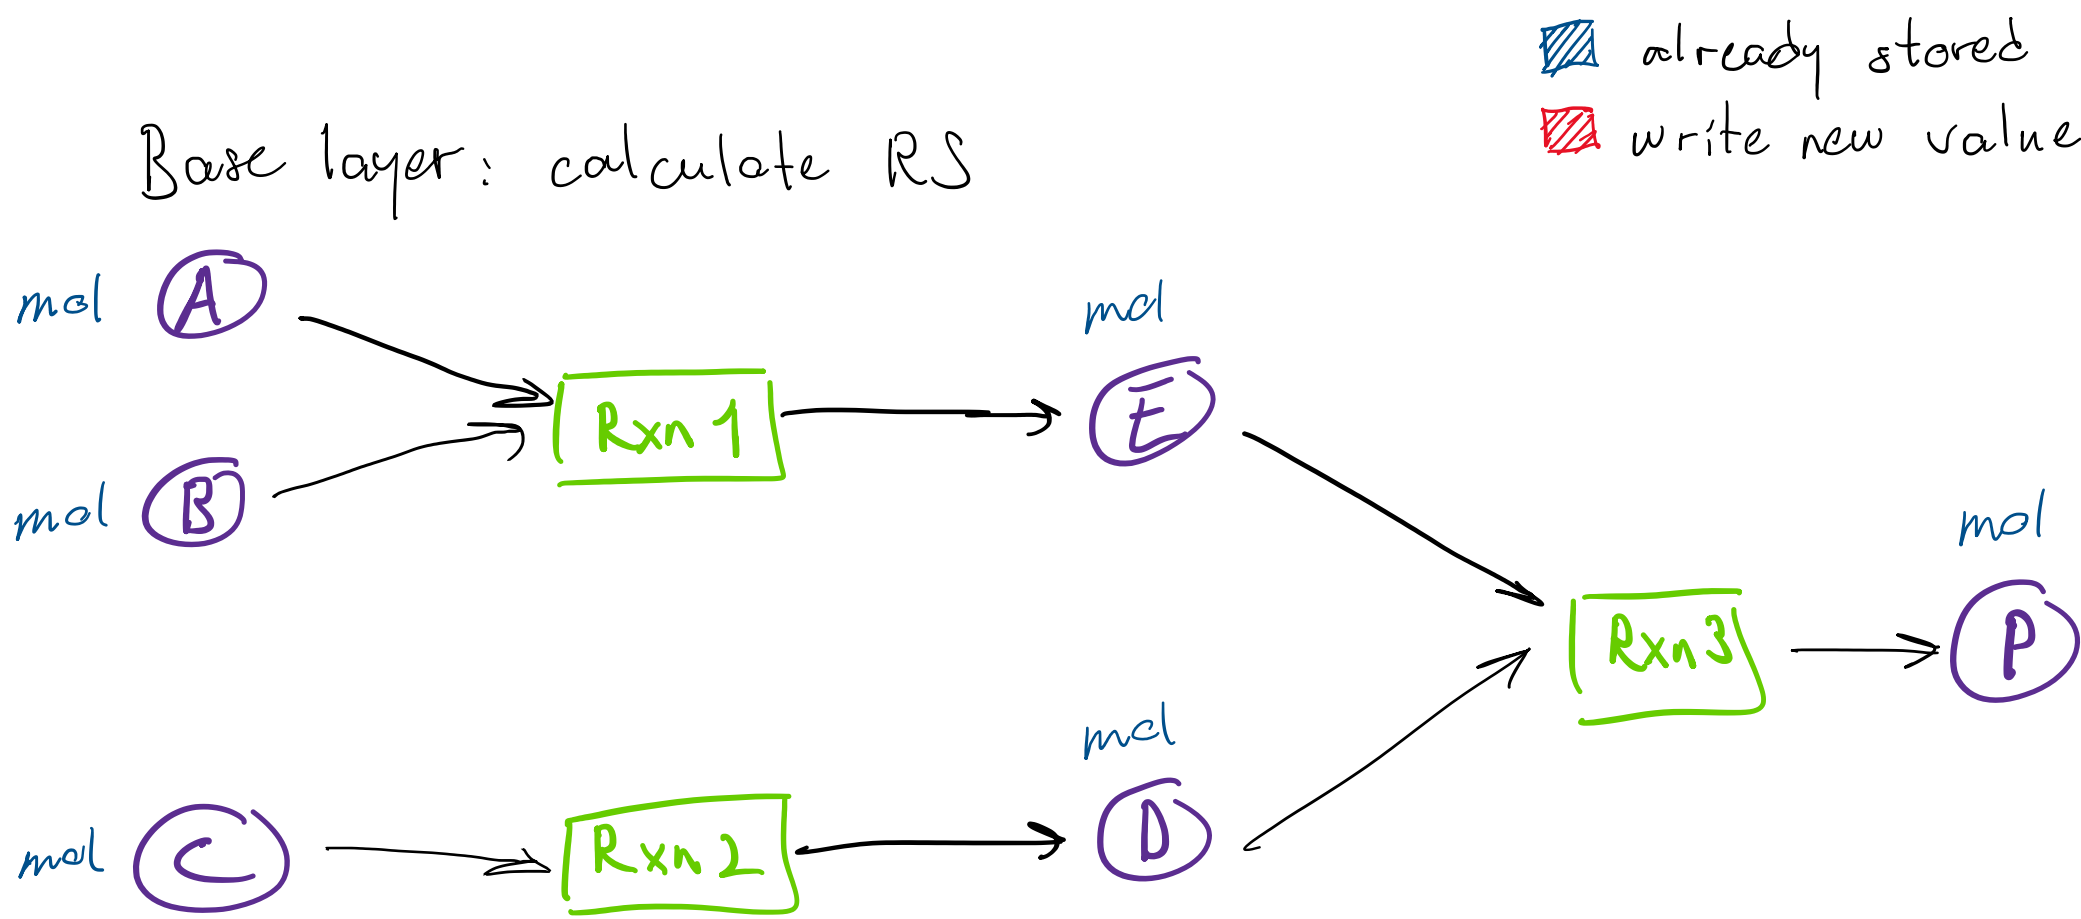 already stored
write new value
Base layer: calculate RS
mol A
mol
Rxn 1
E
mol B
mol
P
Rxn 3
mol
D
mol C
Rxn 2